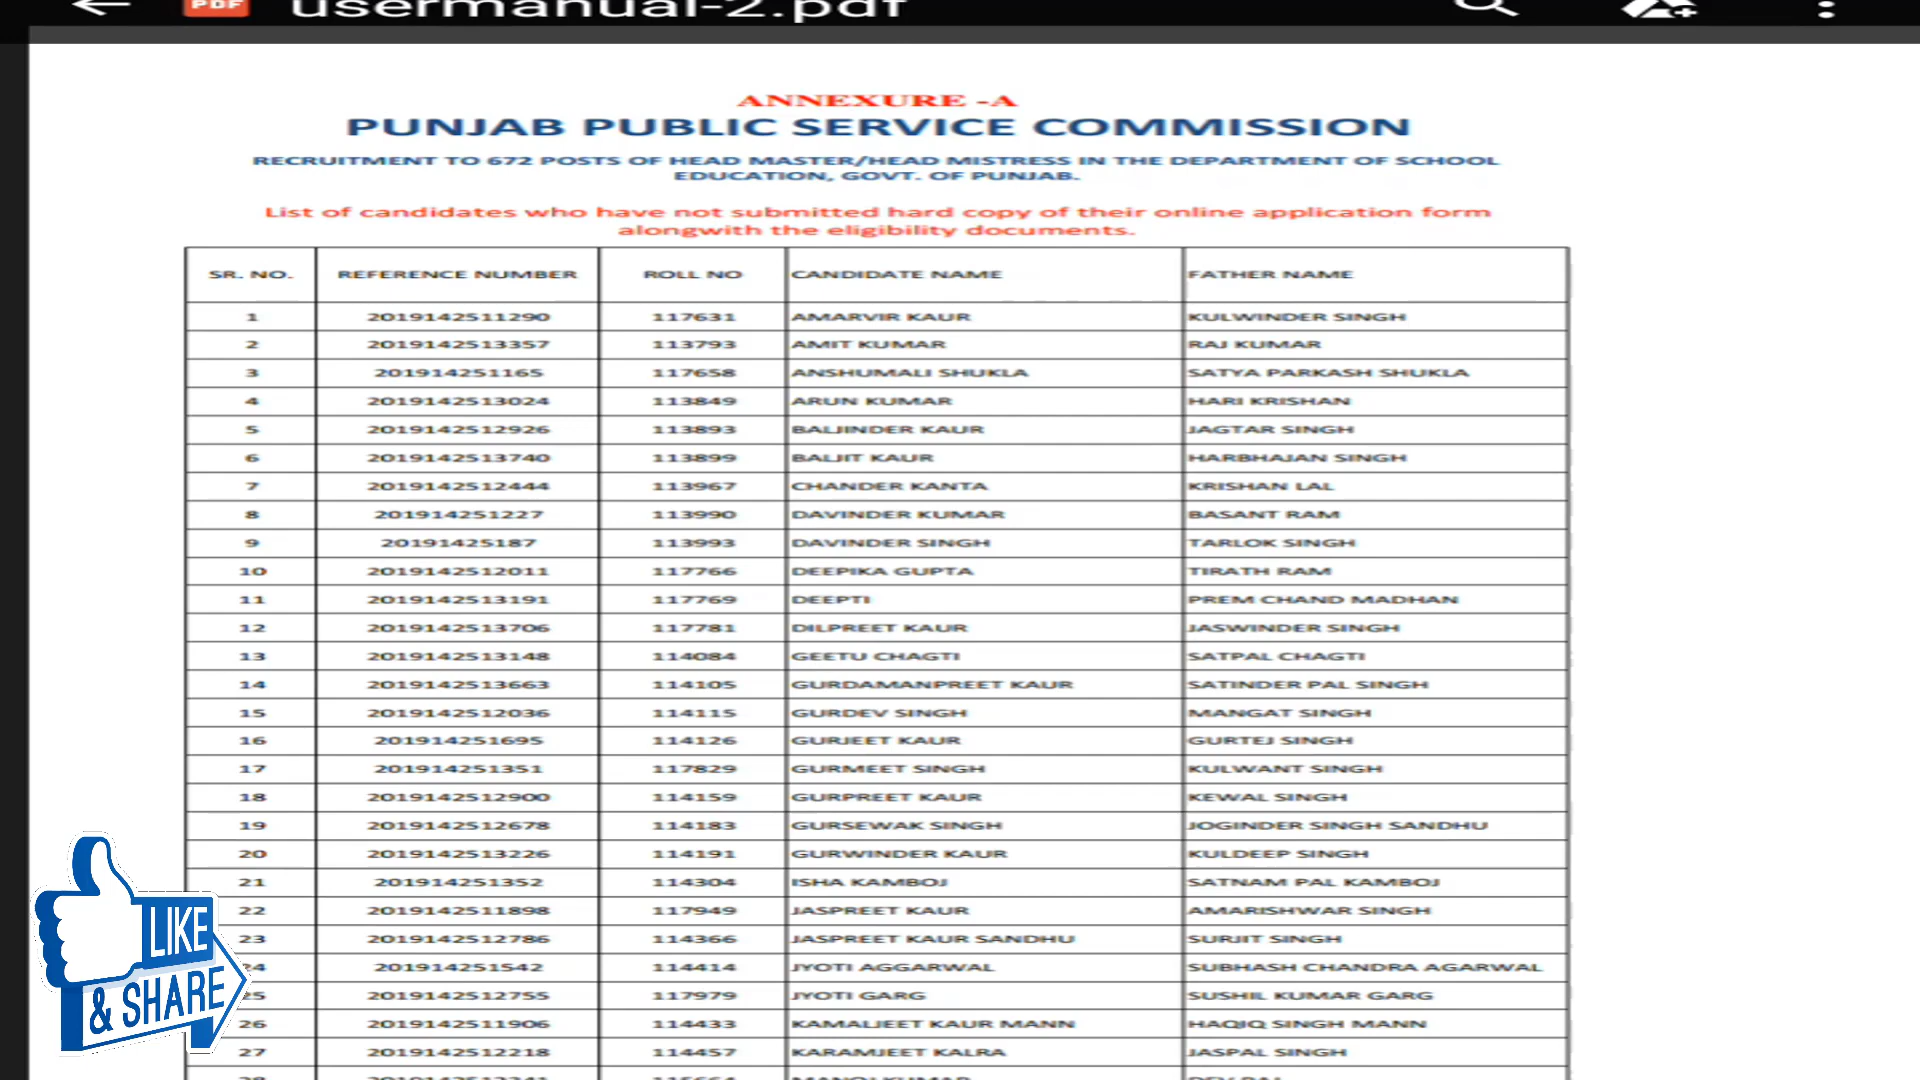 usermanual-2.pdf
PDF
ANNEXURE -A
PUNJAB PUBLIC SERVICE COMMISSION
RECRUITMENT TO 672 POSTS OF HEAD MASTER/HEAD MISTRESS IN THE DEPARTMENT OF SCHOOL
EDUCATION, GOVT. OF PUNJAB.
List of candidates who have not submitted hard copy of their online application form
alongwith the eligibility documents.
SR. NO. REFERENCE NUMBER ROLL NO CANDIDATE NAME FATHER NAME
1 2019142511290 117631 AMARVIR KAUR KULWINDER SINGH
2 2019142513357 113793 AMIT KUMAR RAJ KUMAR
3 201914251165 117658 ANSHUMALI SHUKLA SATYA PARKASH SHUKLA
4 2019142513024 113849 ARUN KUMAR HARI KRISHAN
5 2019142512926 113893 BALJINDER KAUR JAGTAR SINGH
6 2019142513740 113899 BALJIT KAUR HARBHAJAN SINGH
7 2019142512444 113967 CHANDER KANTA KRISHAN LAL
8 201914251227 113990 DAVINDER KUMAR BASANT RAM
9 20191425187 113993 DAVINDER SINGH TARLOK SINGH
10 2019142512011 117766 DEEPIKA GUPTA TIRATH RAM
11 2019142513191 117769 DEEPTI PREM CHAND MADHAN
12 2019142513706 117781 DILPREET KAUR JASWINDER SINGH
13 2019142513148 114084 GEETU CHAGTI SATPAL CHAGTI
14 2019142513663 114105 GURDAMANPREET KAUR SATINDER PAL SINGH
15 2019142512036 114115 GURDEV SINGH MANGAT SINGH
16 201914251695 114126 GURJEET KAUR GURTEJ SINGH
17 201914251351 117829 GURMEET SINGH KULWANT SINGH
18 2019142512900 114159 GURPREET KAUR KEWAL SINGH
19 2019142512678 114183 GURSEWAK SINGH JOGINDER SINGH SANDHU
20 2019142513226 114191 GURWINDER KAUR KULDEEP SINGH
21 201914251352 114304 ISHA KAMBOJ SATNAM PAL KAMBOJ
22 2019142511898 117949 JASPREET KAUR AMARISHWAR SINGH
23 2019142512786 114366 JASPREET KAUR SANDHU SURJIT SINGH
24 201914251542 114414 JYOTI AGGARWAL SUBHASH CHANDRA AGARWAL
25 2019142512755 117979 JYOTI GARG SUSHIL KUMAR GARG
26 2019142511906 114433 KAMALJEET KAUR MANN HAQIQ SINGH MANN
27 2019142512218 114457 KARAMJEET KALRA JASPAL SINGH
LIKE
& SHARE